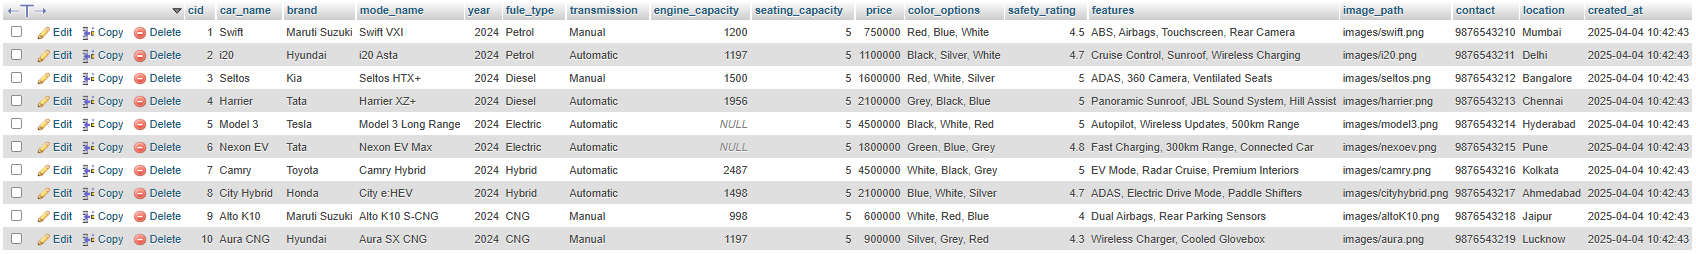 ←T→ cid car_name brand mode_name year fule_type transmission engine_capacity seating_capacity price color_options safety_rating features image_path contact location created_at
Edit Copy Delete 1 Swift Maruti Suzuki Swift VXI 2024 Petrol Manual 1200 5 750000 Red, Blue, White 4.5 ABS, Airbags, Touchscreen, Rear Camera images/swift.png 9876543210 Mumbai 2025-04-04 10:42:43
Edit Copy Delete 2 i20 Hyundai i20 Asta 2024 Petrol Automatic 1197 5 1100000 Black, Silver, White 4.7 Cruise Control, Sunroof, Wireless Charging images/i20.png 9876543211 Delhi 2025-04-04 10:42:43
Edit Copy Delete 3 Seltos Kia Seltos HTX+ 2024 Diesel Manual 1500 5 1600000 Red, White, Silver 5 ADAS, 360 Camera, Ventilated Seats images/seltos.png 9876543212 Bangalore 2025-04-04 10:42:43
Edit Copy Delete 4 Harrier Tata Harrier XZ+ 2024 Diesel Automatic 1956 5 2100000 Grey, Black, Blue 5 Panoramic Sunroof, JBL Sound System, Hill Assist images/harrier.png 9876543213 Chennai 2025-04-04 10:42:43
Edit Copy Delete 5 Model 3 Tesla Model 3 Long Range 2024 Electric Automatic NULL 5 4500000 Black, White, Red 5 Autopilot, Wireless Updates, 500km Range images/model3.png 9876543214 Hyderabad 2025-04-04 10:42:43
Edit Copy Delete 6 Nexon EV Tata Nexon EV Max 2024 Electric Automatic NULL 5 1800000 Green, Blue, Grey 4.8 Fast Charging, 300km Range, Connected Car images/nexoev.png 9876543215 Pune 2025-04-04 10:42:43
Edit Copy Delete 7 Camry Toyota Camry Hybrid 2024 Hybrid Automatic 2487 5 4500000 White, Black, Grey 5 EV Mode, Radar Cruise, Premium Interiors images/camry.png 9876543216 Kolkata 2025-04-04 10:42:43
Edit Copy Delete 8 City Hybrid Honda City e:HEV 2024 Hybrid Automatic 1498 5 2100000 Blue, White, Silver 4.7 ADAS, Electric Drive Mode, Paddle Shifters images/cityhybrid.png 9876543217 Ahmedabad 2025-04-04 10:42:43
Edit Copy Delete 9 Alto K10 Maruti Suzuki Alto K10 S-CNG 2024 CNG Manual 998 5 600000 White, Red, Blue 4 Dual Airbags, Rear Parking Sensors images/altoK10.png 9876543218 Jaipur 2025-04-04 10:42:43
Edit Copy Delete 10 Aura CNG Hyundai Aura SX CNG 2024 CNG Manual 1197 5 900000 Silver, Grey, Red 4.3 Wireless Charger, Cooled Glovebox images/aura.png 9876543219 Lucknow 2025-04-04 10:42:43